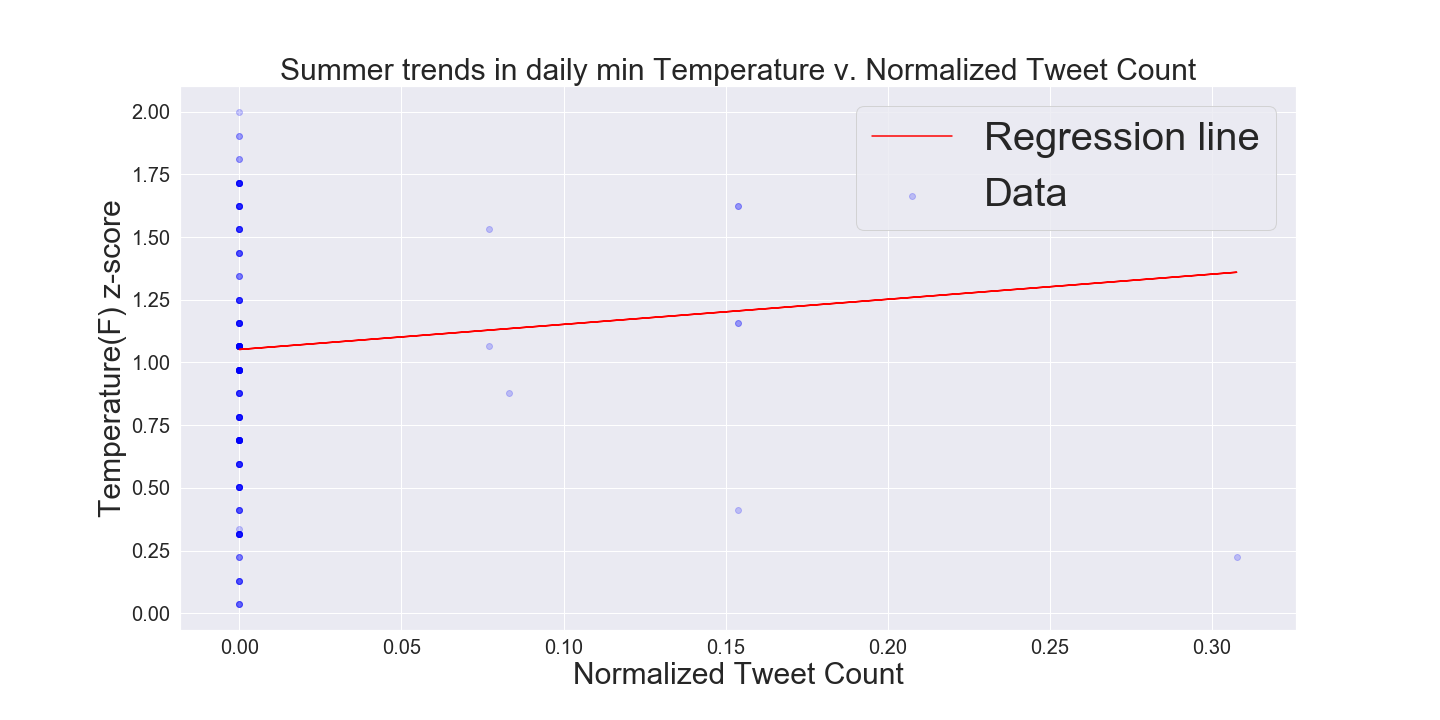 Summer trends in daily min Temperature v. Normalized Tweet Count
Regression line
Data
Temperature(F) z-score
2.00
1.75
1.50
1.25
1.00
0.75
0.50
0.25
0.00
0.00 0.05 0.10 0.15 0.20 0.25 0.30
Normalized Tweet Count